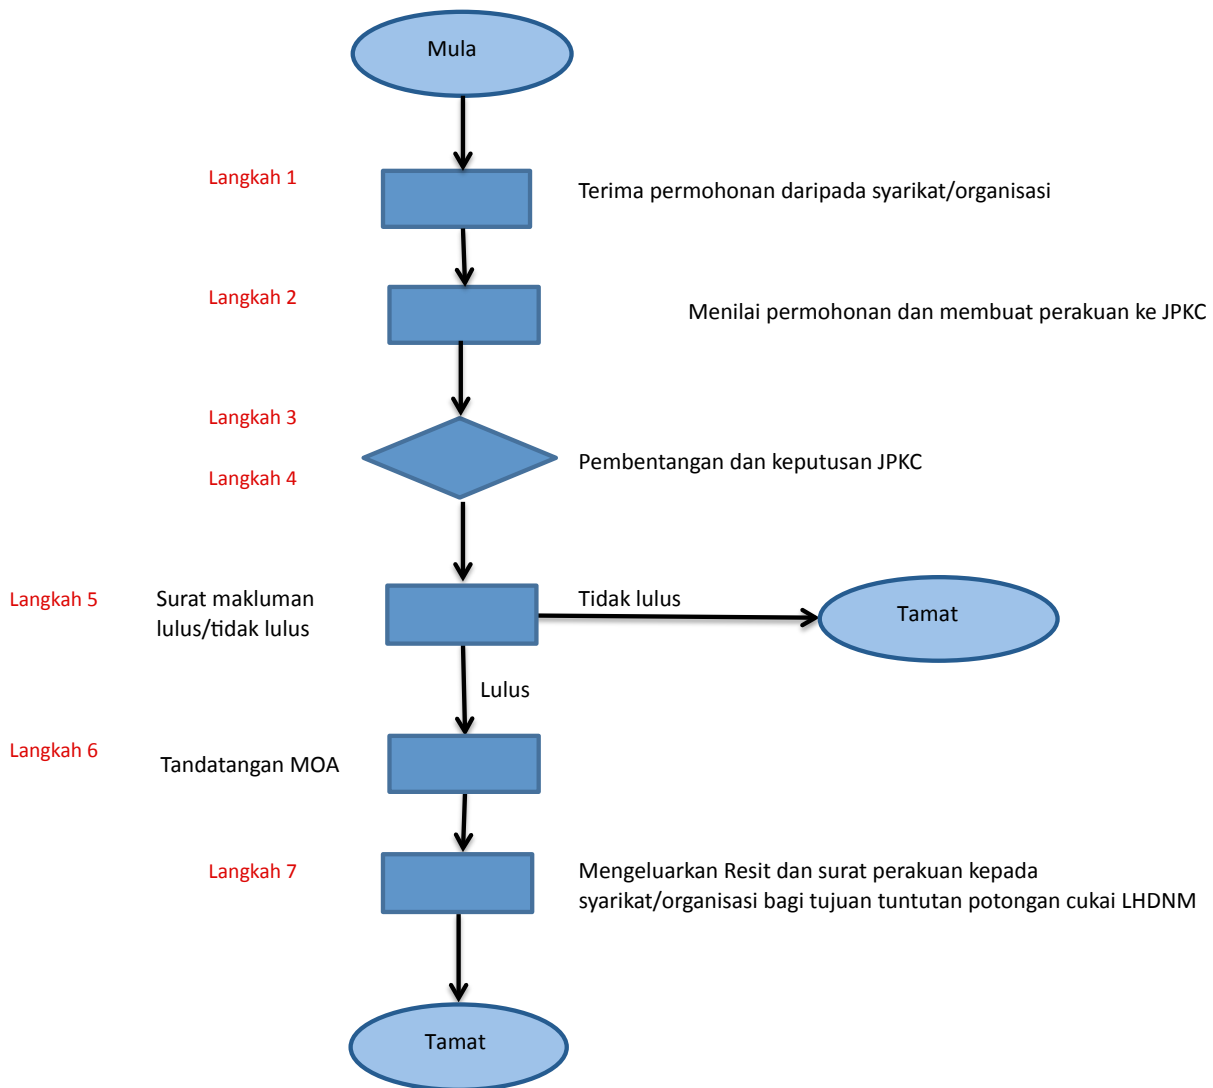 Mula
Langkah 1
Terima permohonan daripada syarikat/organisasi
Langkah 2
Menilai permohonan dan membuat perakuan ke JPKC
Langkah 3
Pembentangan dan keputusan JPKC
Langkah 4
Langkah 5
Surat makluman
lulus/tidak lulus
Tidak lulus
Tamat
Lulus
Langkah 6
Tandatangan MOA
Langkah 7
Mengeluarkan Resit dan surat perakuan kepada
syarikat/organisasi bagi tujuan tuntutan potongan cukai LHDNM
Tamat